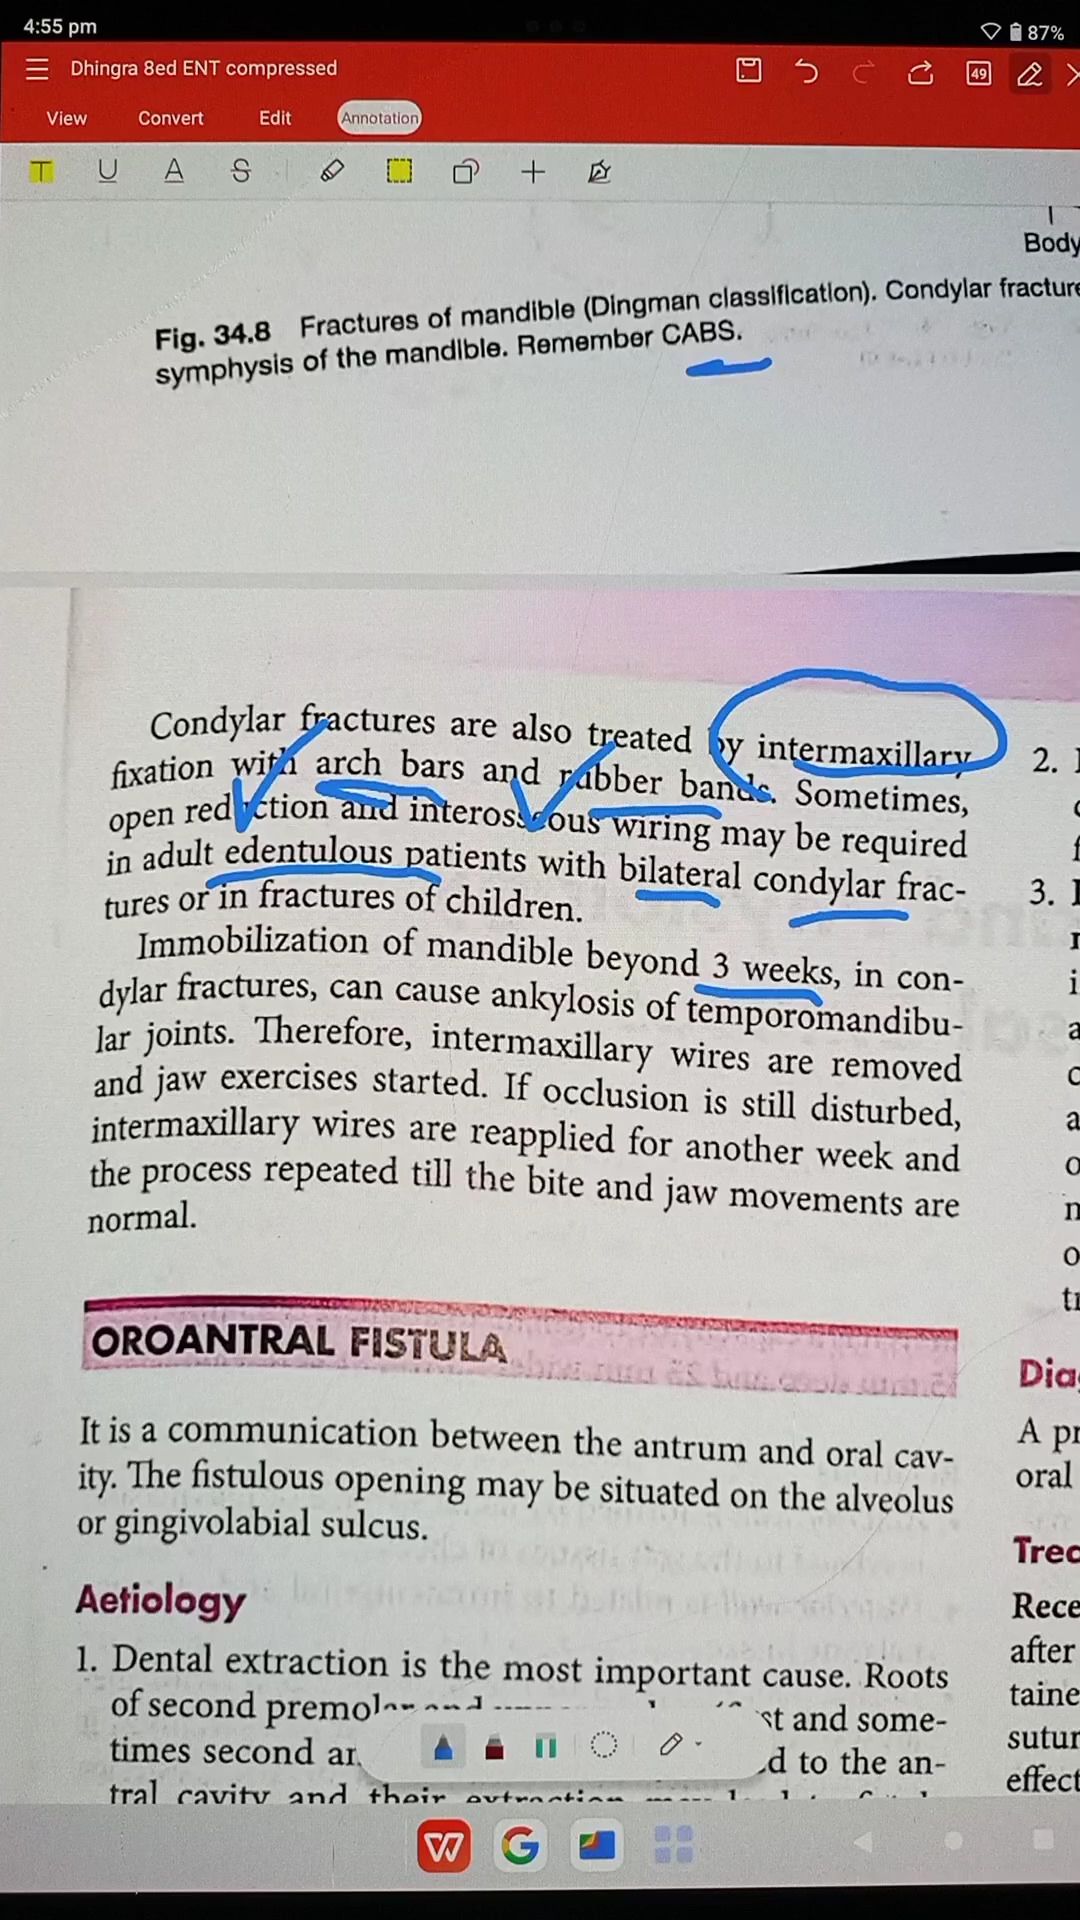 4:55 pm
87%
Dhingra 8ed ENT compressed
49
View Convert Edit Annotation
T U A S
Body
Fig. 34.8 Fractures of mandible (Dingman classification). Condylar fracture
symphysis of the mandible. Remember CABS.
Condylar fractures are also treated by intermaxillary
fixation with arch bars and rubber bands. Sometimes,
open reduction and interosseous wiring may be required
in adult edentulous patients with bilateral condylar frac-
tures or in fractures of children.
Immobilization of mandible beyond 3 weeks, in con-
dylar fractures, can cause ankylosis of temporomandibu-
lar joints. Therefore, intermaxillary wires are removed
and jaw exercises started. If occlusion is still disturbed,
intermaxillary wires are reapplied for another week and
the process repeated till the bite and jaw movements are
normal.
OROANTRAL FISTULA
It is a communication between the antrum and oral cav-
ity. The fistulous opening may be situated on the alveolus
or gingivolabial sulcus.
Aetiology
1. Dental extraction is the most important cause. Roots
of second premolar and st and some-
times second ar d to the an-
tral cavity and their extraction
2.
3.
Dia
A pr
oral
Trea
Rece
after
taine
sutur
effect